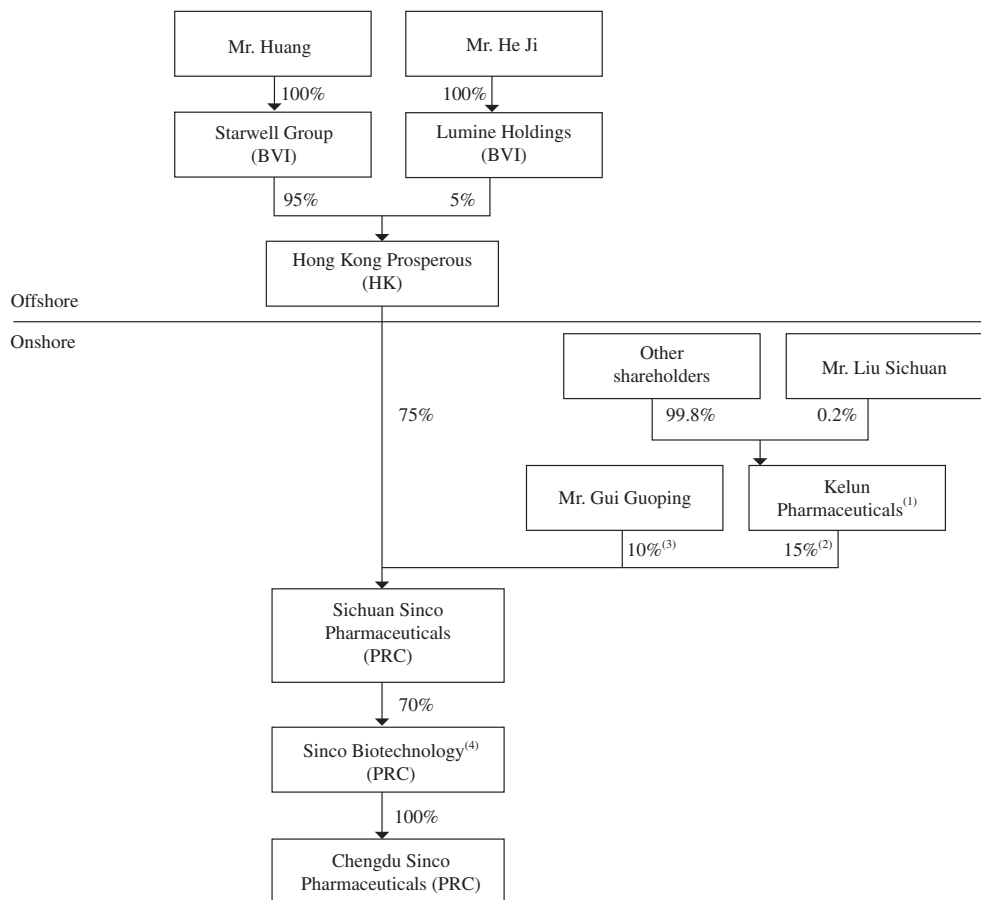 Mr. Huang
Mr. He Ji
100%
100%
Starwell Group
(BVI)
Lumine Holdings
(BVI)
95%
5%
Hong Kong Prosperous
(HK)
Offshore
Onshore
Other
shareholders
Mr. Liu Sichuan
75%
99.8%
0.2%
Mr. Gui Guoping
Kelun
Pharmaceuticals(1)
10%(3)
15%(2)
Sichuan Sinco
Pharmaceuticals
(PRC)
70%
Sinco Biotechnology(4)
(PRC)
100%
Chengdu Sinco
Pharmaceuticals (PRC)